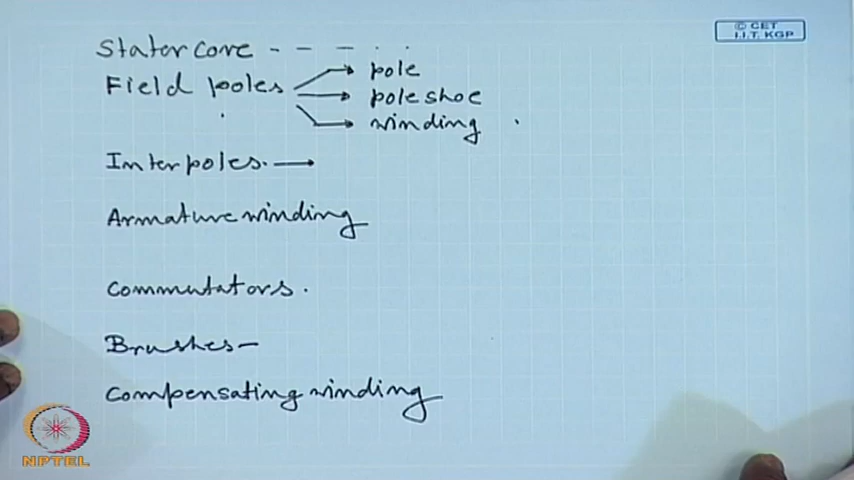 © CET
I.I.T. KGP
Stator core - - - . .
Field poles → pole
→ pole shoe
→ winding .
Interpoles. →
Armature winding
Commutators .
Brushes -
Compensating winding
NPTEL